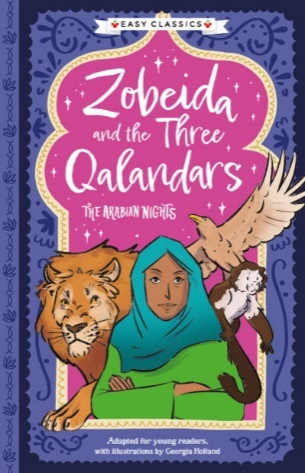 EASY CLASSICS
Zobeida
and the Three
Qalandars
THE ARABIAN NIGHTS
Adapted for young readers,
with illustrations by Georgia Holland